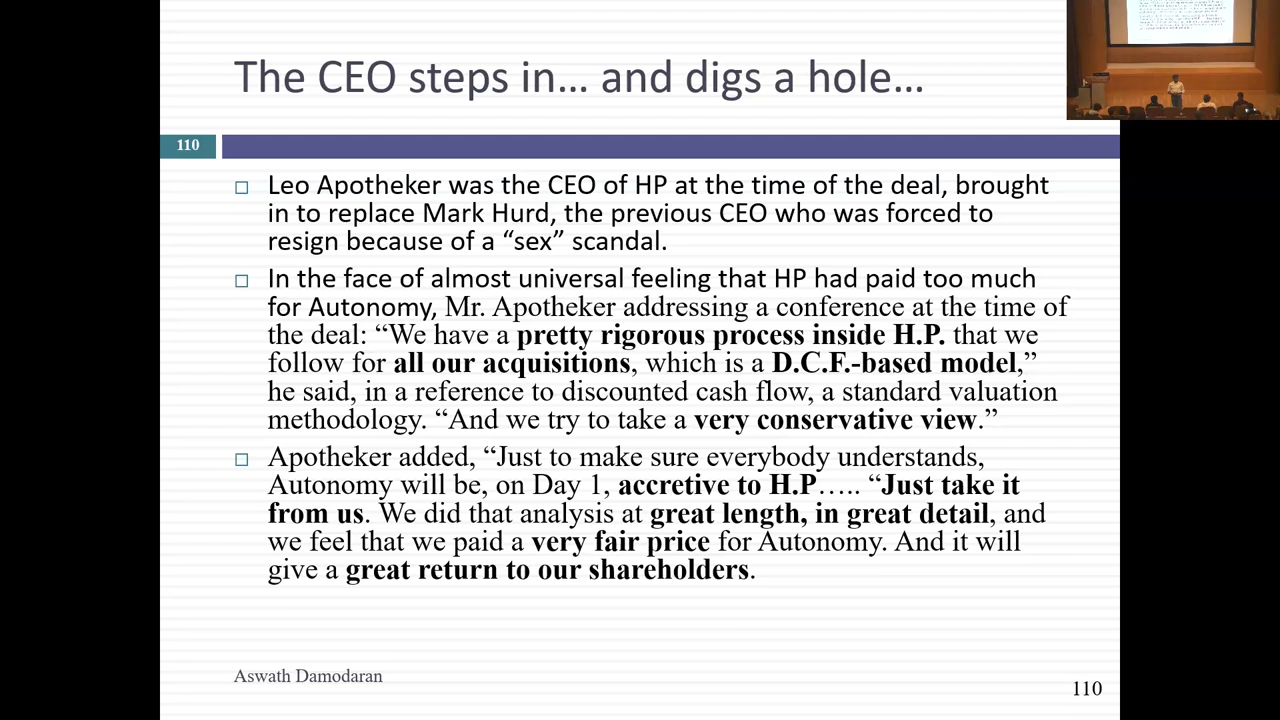 The CEO steps in… and digs a hole…
110
□ Leo Apotheker was the CEO of HP at the time of the deal, brought
in to replace Mark Hurd, the previous CEO who was forced to
resign because of a “sex” scandal.
□ In the face of almost universal feeling that HP had paid too much
for Autonomy, Mr. Apotheker addressing a conference at the time of
the deal: “We have a pretty rigorous process inside H.P. that we
follow for all our acquisitions, which is a D.C.F.-based model,”
he said, in a reference to discounted cash flow, a standard valuation
methodology. “And we try to take a very conservative view.”
□ Apotheker added, “Just to make sure everybody understands,
Autonomy will be, on Day 1, accretive to H.P….. “Just take it
from us. We did that analysis at great length, in great detail, and
we feel that we paid a very fair price for Autonomy. And it will
give a great return to our shareholders.
Aswath Damodaran
110